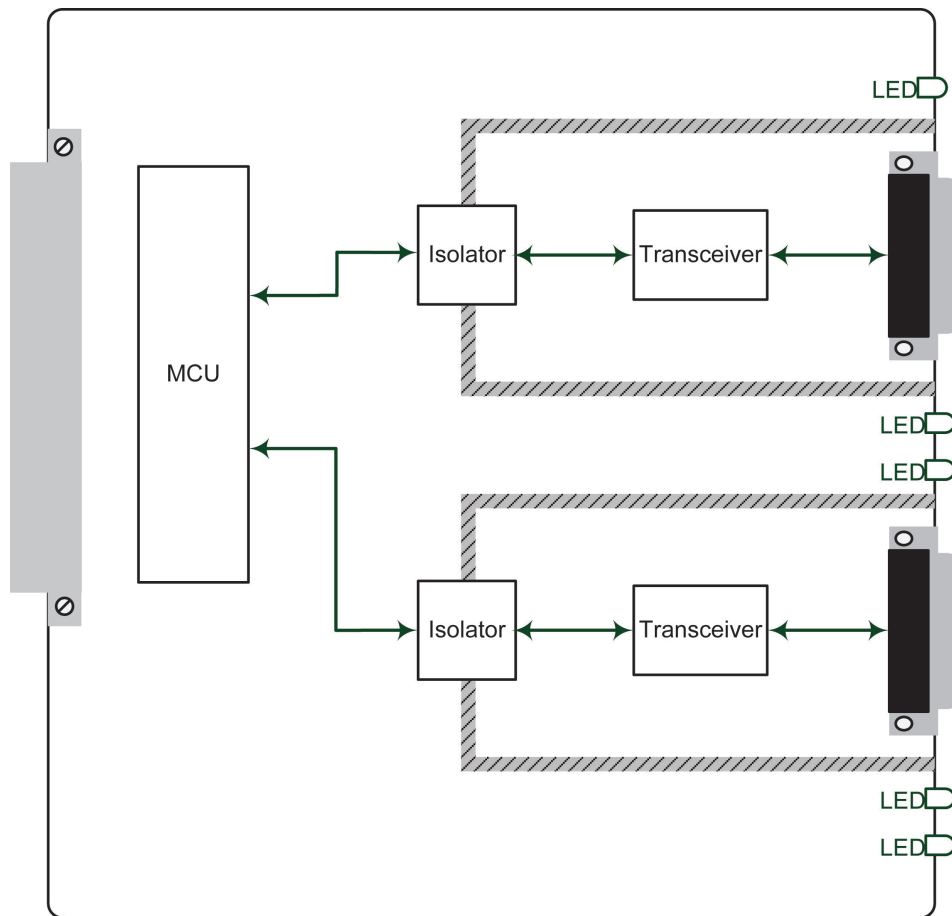 LED
Isolator
Transceiver
MCU
LED
LED
Isolator
Transceiver
LED
LED